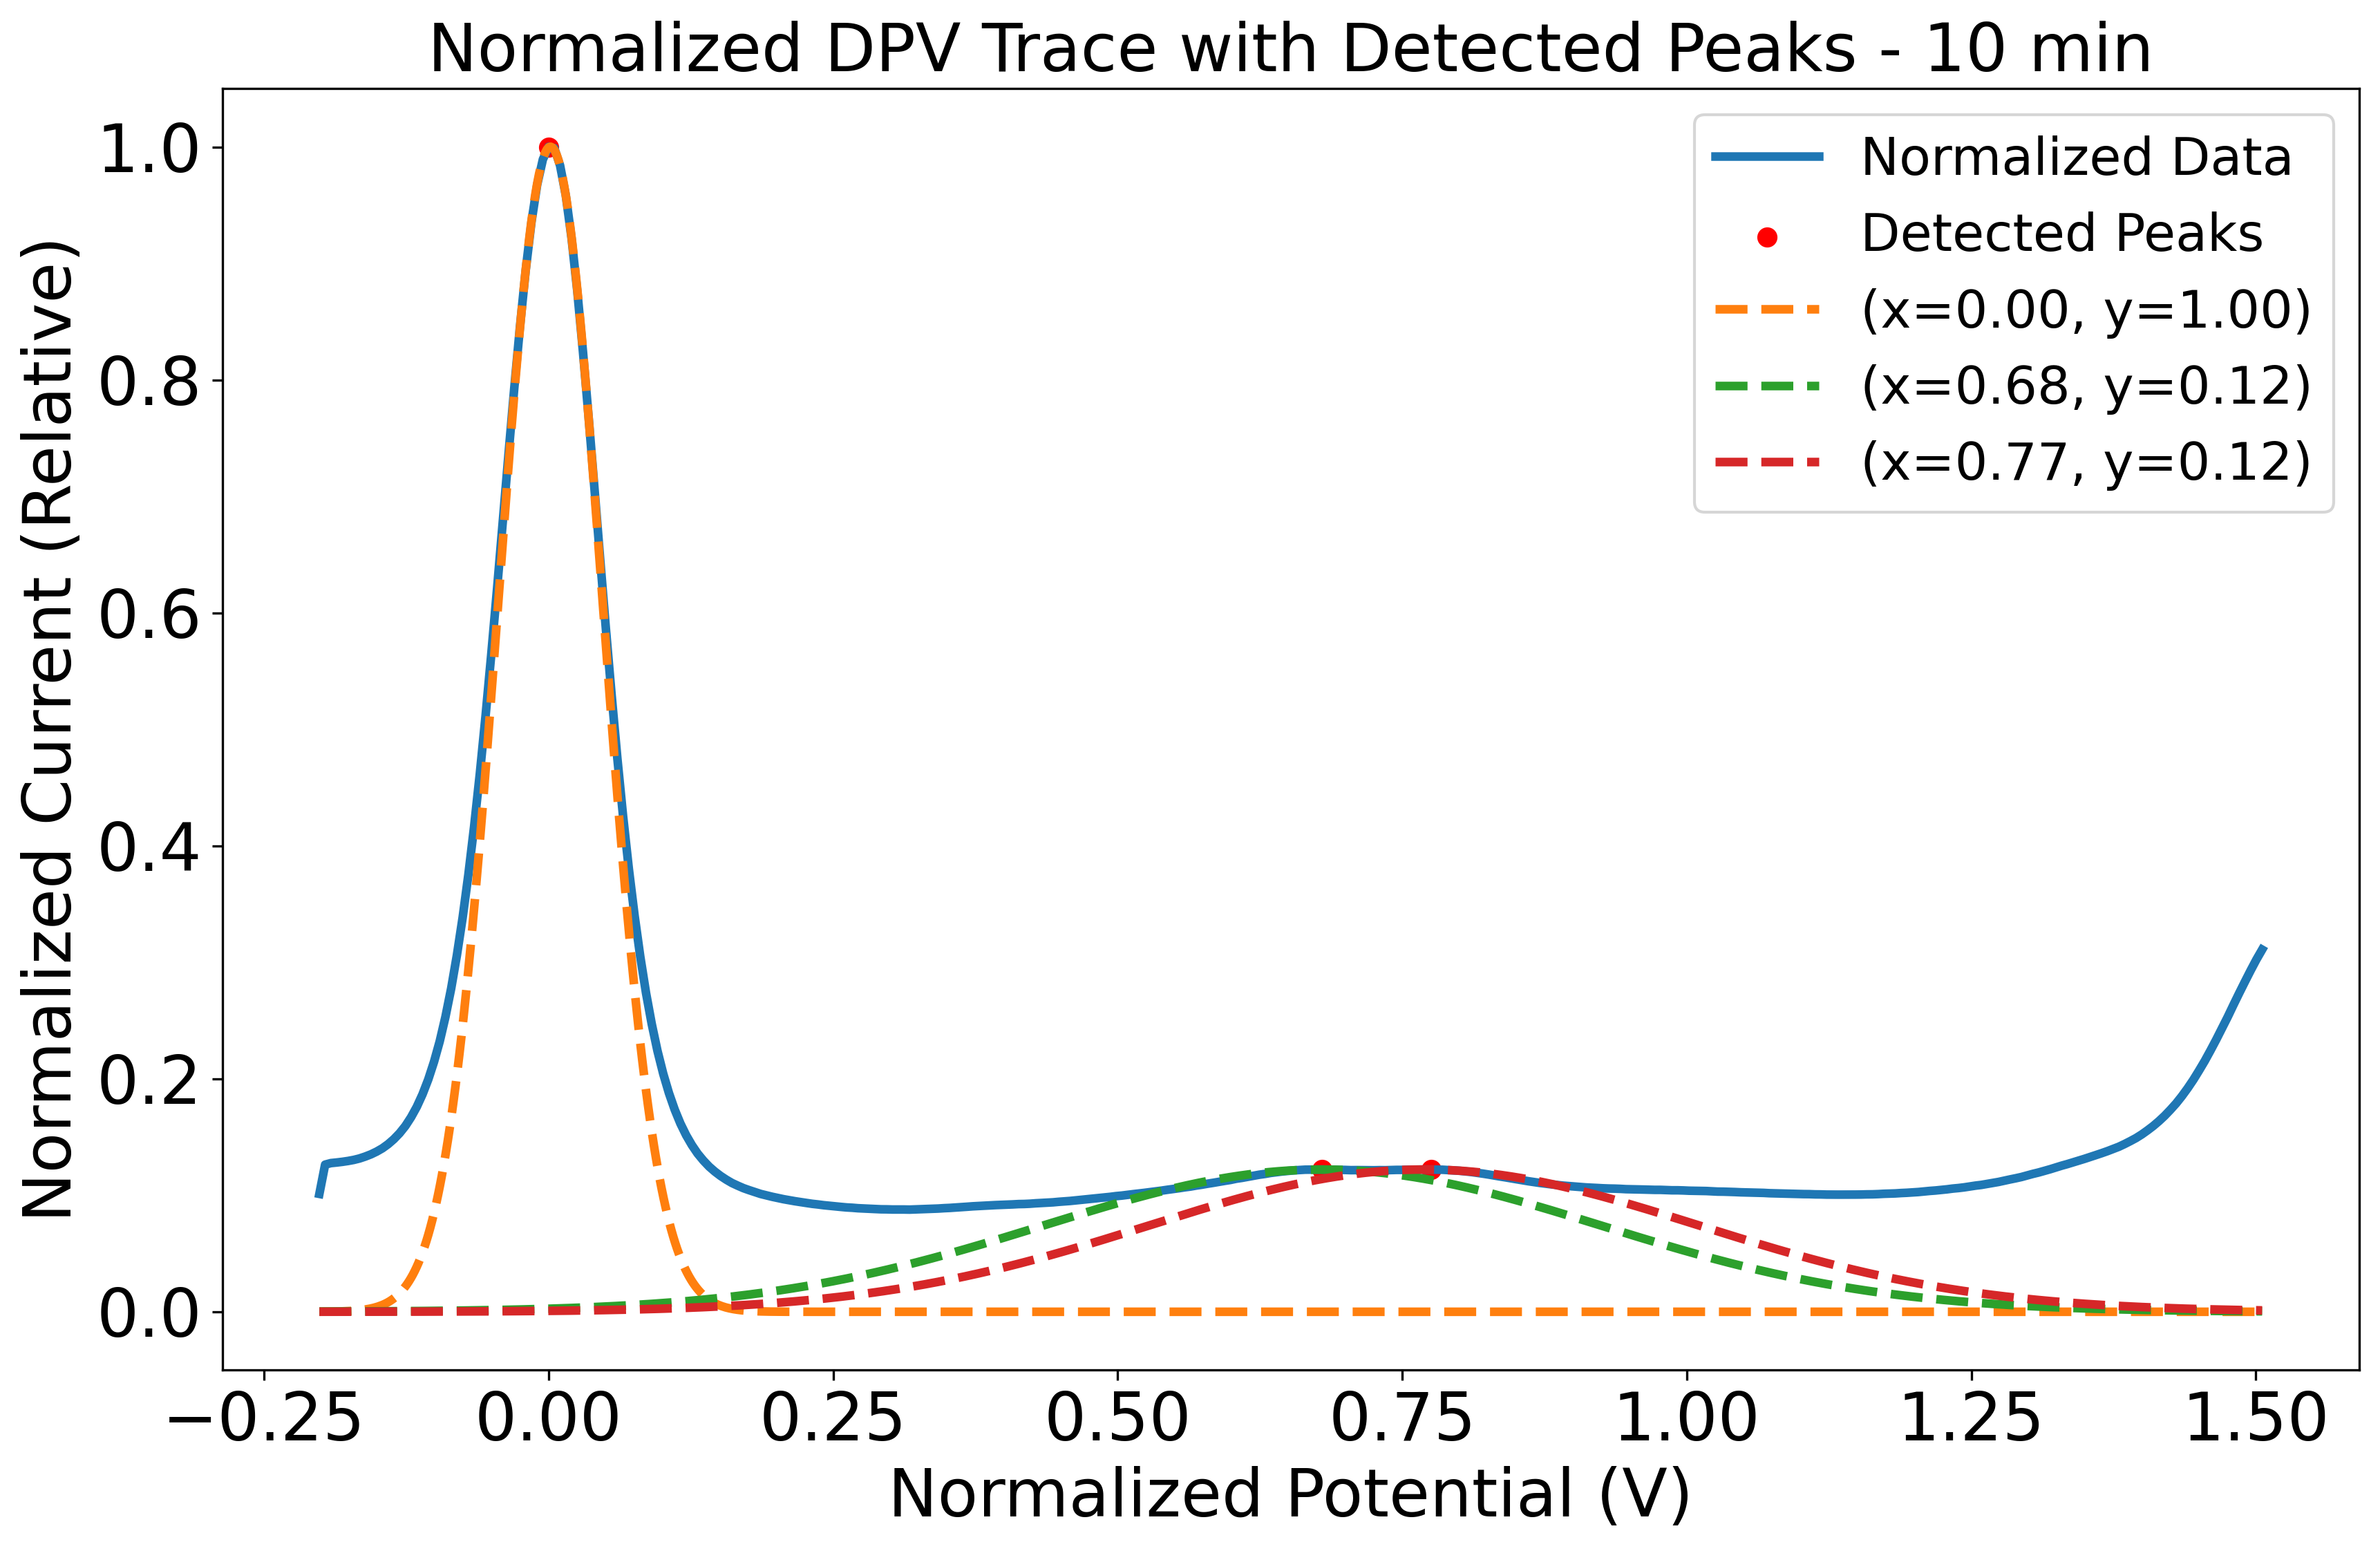 Normalized DPV Trace with Detected Peaks - 10 min
Normalized Current (Relative)
1.0
0.8
0.6
0.4
0.2
0.0
Normalized Data
Detected Peaks
(x=0.00, y=1.00)
(x=0.68, y=0.12)
(x=0.77, y=0.12)
−0.25 0.00 0.25 0.50 0.75 1.00 1.25 1.50
Normalized Potential (V)